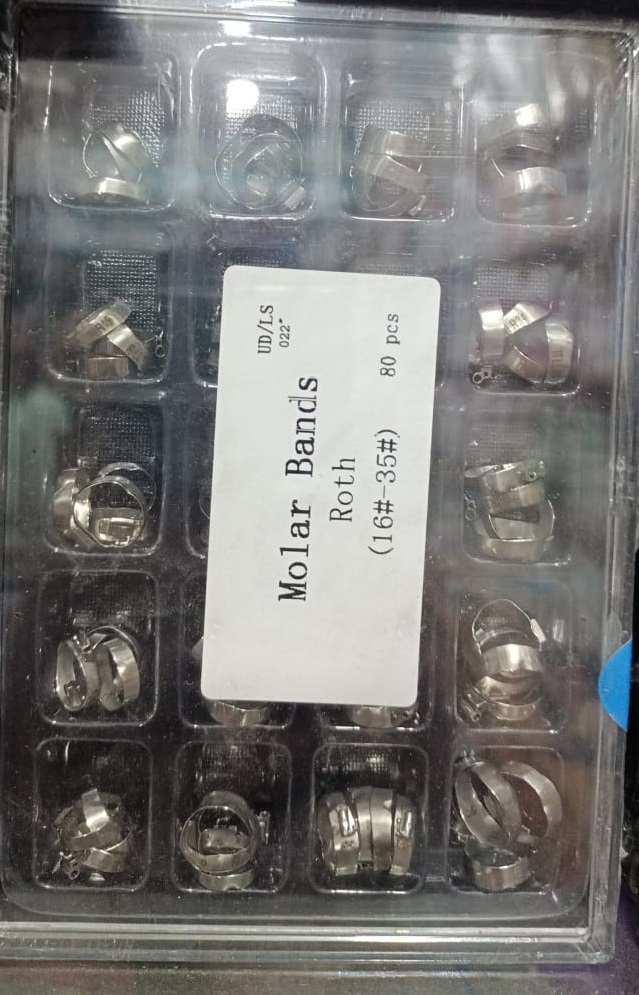 UD/LS
022"
Molar Bands
Roth
(16#-35#)
80 pcs